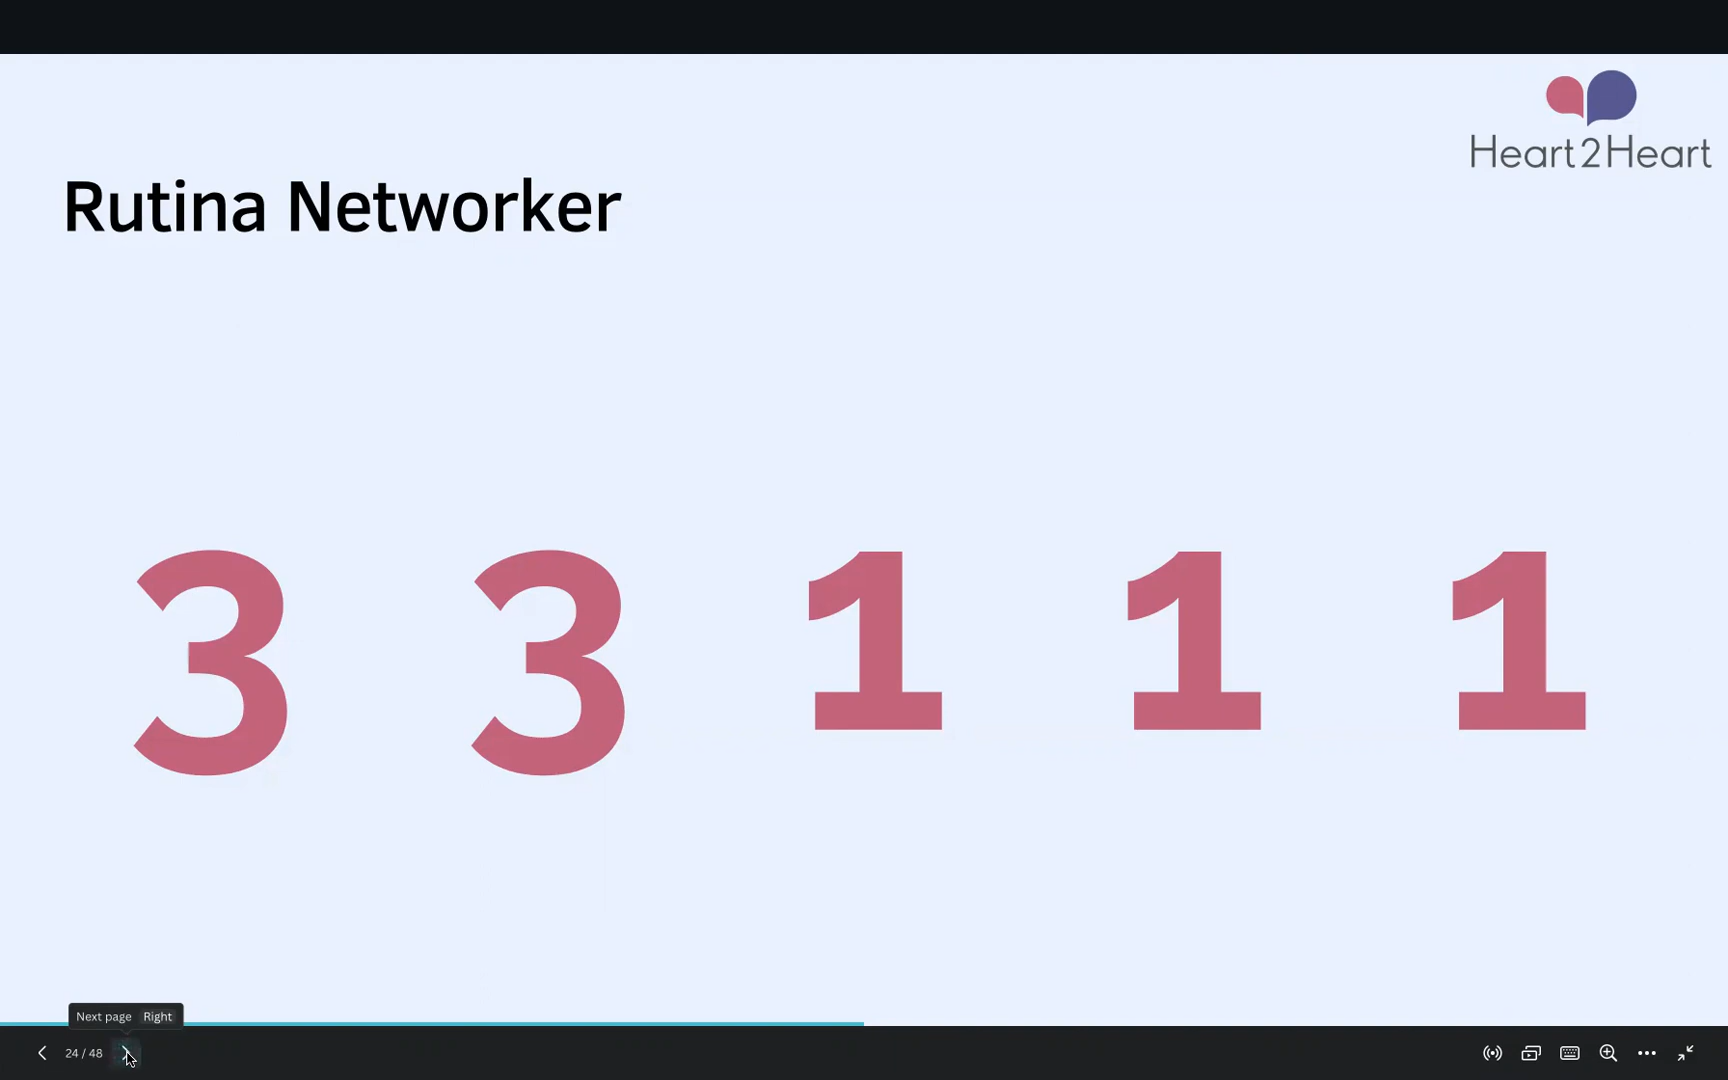 Heart2Heart
Rutina Networker
3 3 1 1 1
Next page Right
24 / 48